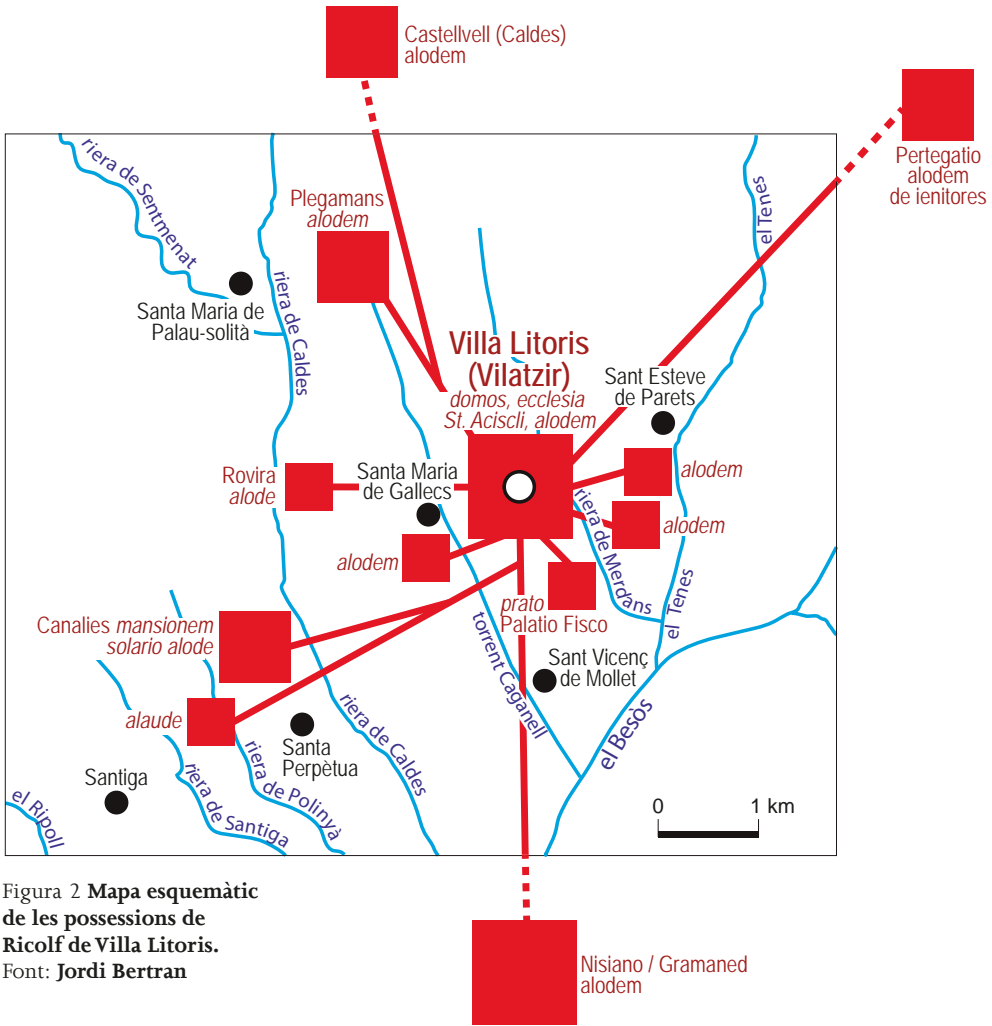 Castellvell (Caldes)
alodem
Pertegatio
alodem
de ienitores
riera de Sentmenat
Plegamans
alodem
el Tenes
Santa Maria de
Palau-solità
riera de Caldes
Villa Litoris
(Vilatzir)
domos, ecclesia
St. Aciscli, alodem
Sant Esteve
de Parets
Rovira
alode
Santa Maria
de Gallecs
alodem
alodem
alodem
riera de Merdans
prato
Palatio Fisco
el Tenes
Canalies mansionem
solario alode
torrent Caganell
Sant Vicenç
de Mollet
alaude
Santa
Perpètua
riera de Caldes
el Besòs
Santiga
el Ripoll
riera de Santiga
riera de Polinyà
0 1 km
Figura 2 Mapa esquemàtic
de les possessions de
Ricolf de Villa Litoris.
Font: Jordi Bertran
Nisiano / Gramaned
alodem